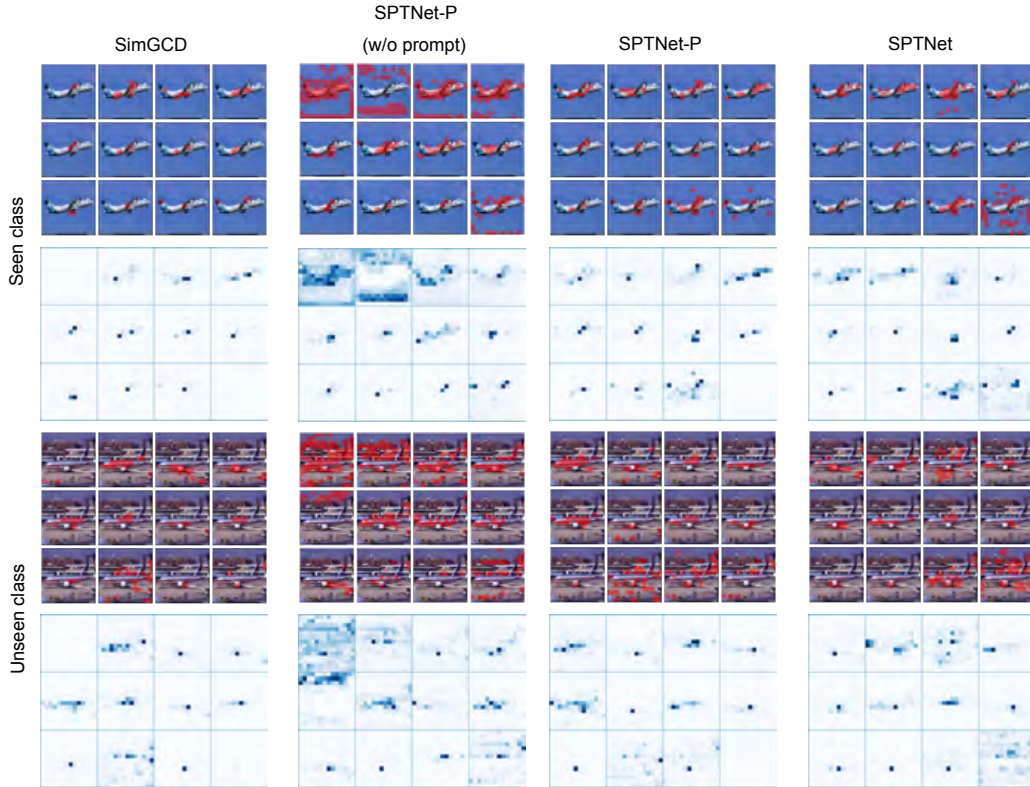 SPTNet-P
SimGCD
(w/o prompt)
SPTNet-P
SPTNet
Seen class
Unseen class